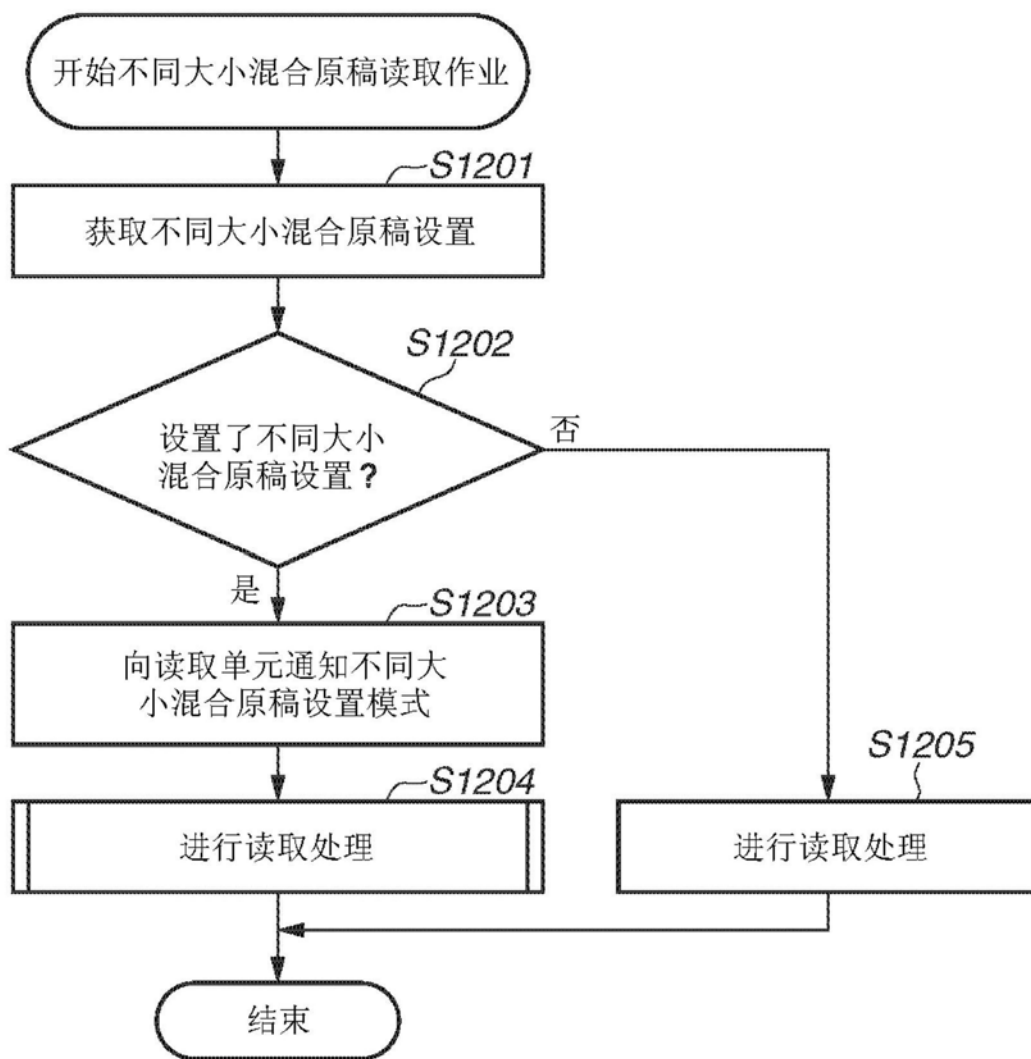 开始不同大小混合原稿读取作业
S1201
获取不同大小混合原稿设置
S1202
设置了不同大小
混合原稿设置?
否
是
S1203
向读取单元通知不同大
小混合原稿设置模式
S1204
进行读取处理
S1205
进行读取处理
结束